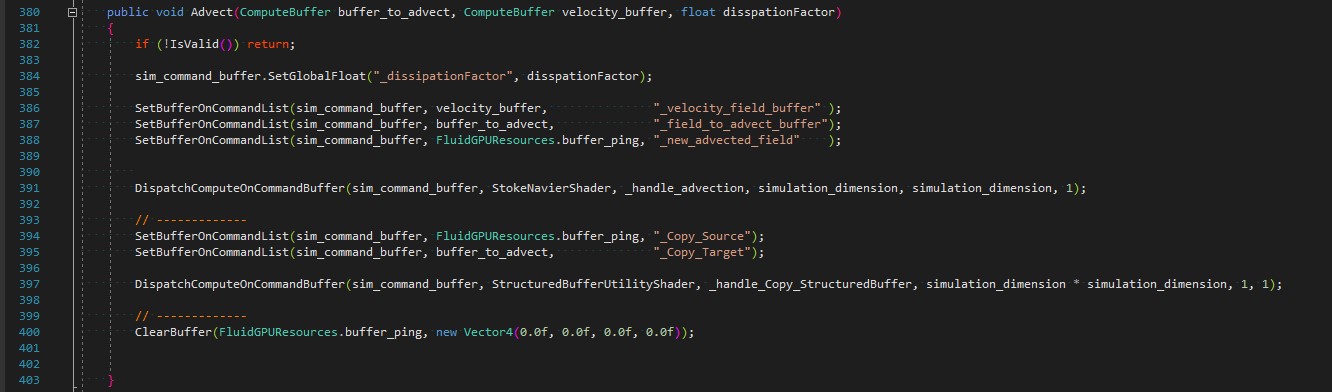 380 public void Advect(ComputeBuffer buffer_to_advect, ComputeBuffer velocity_buffer, float disspationFactor)
381 {
382 if (!IsValid()) return;
383
384 sim_command_buffer.SetGlobalFloat("_dissipationFactor", disspationFactor);
385
386 SetBufferOnCommandList(sim_command_buffer, velocity_buffer, "_velocity_field_buffer" );
387 SetBufferOnCommandList(sim_command_buffer, buffer_to_advect, "_field_to_advect_buffer");
388 SetBufferOnCommandList(sim_command_buffer, FluidGPUResources.buffer_ping, "_new_advected_field" );
389
390
391 DispatchComputeOnCommandBuffer(sim_command_buffer, StokeNavierShader, _handle_advection, simulation_dimension, simulation_dimension, 1);
392
393 // -------------
394 SetBufferOnCommandList(sim_command_buffer, FluidGPUResources.buffer_ping, "_Copy_Source");
395 SetBufferOnCommandList(sim_command_buffer, buffer_to_advect, "_Copy_Target");
396
397 DispatchComputeOnCommandBuffer(sim_command_buffer, StructuredBufferUtilityShader, _handle_Copy_StructuredBuffer, simulation_dimension * simulation_dimension, 1, 1);
398
399 // -------------
400 ClearBuffer(FluidGPUResources.buffer_ping, new Vector4(0.0f, 0.0f, 0.0f, 0.0f));
401
402
403 }